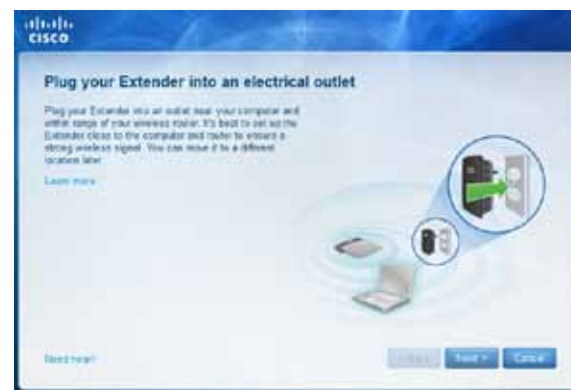 CISCO
Plug your Extender into an electrical outlet
Plug your Extender into an outlet near your computer and
within range of your wireless router. It's best to set up the
Extender close to the computer and router to ensure a
strong wireless signal. You can move it to a different
location later.
Learn more
Need help?
Next >
Cancel